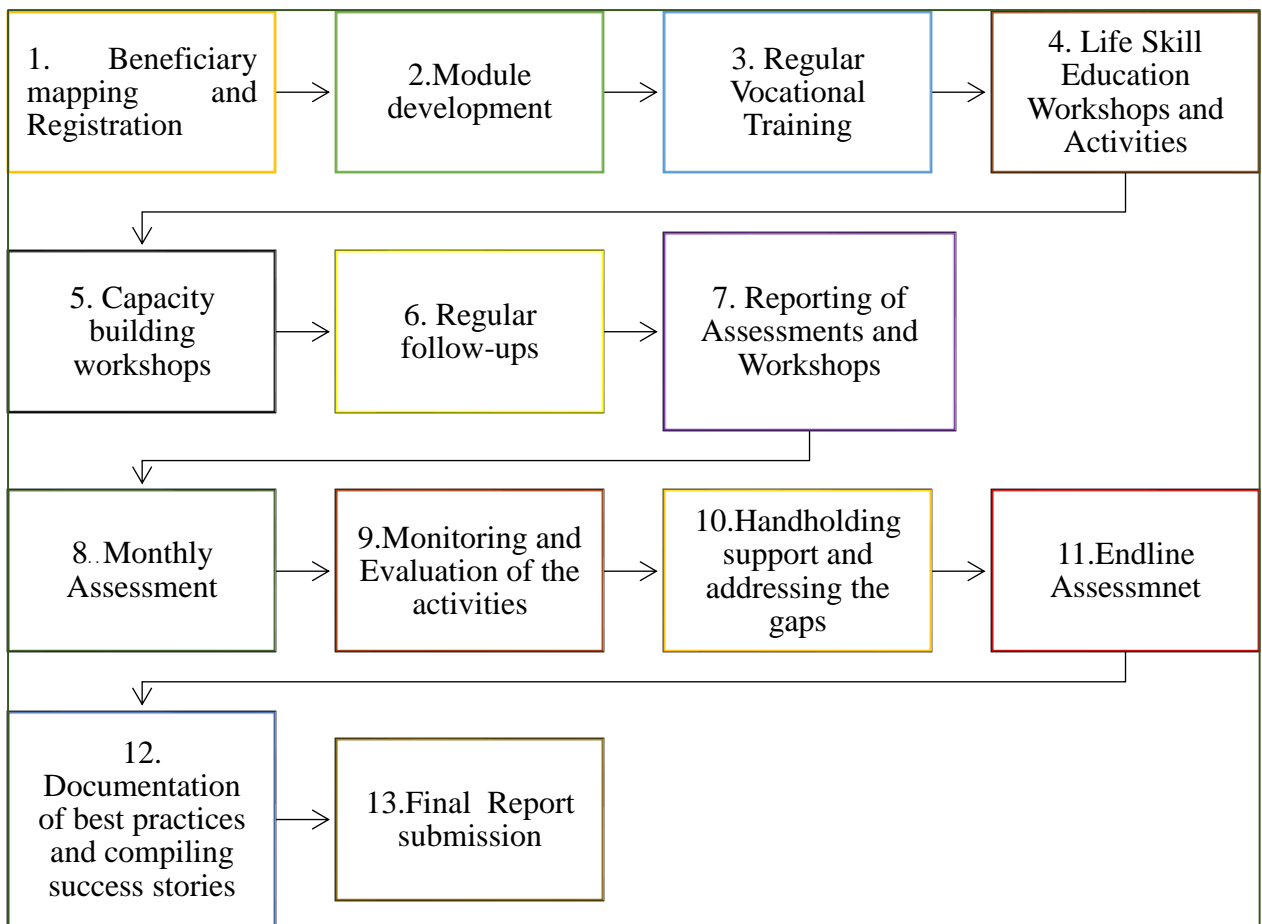 1. Beneficiary
mapping and
Registration
2.Module
development
3. Regular
Vocational
Training
4. Life Skill
Education
Workshops and
Activities
5. Capacity
building
workshops
6. Regular
follow-ups
7. Reporting of
Assessments and
Workshops
8.. Monthly
Assessment
9.Monitoring and
Evaluation of the
activities
10.Handholding
support and
addressing the
gaps
11.Endline
Assessmnet
12.
Documentation
of best practices
and compiling
success stories
13.Final Report
submission